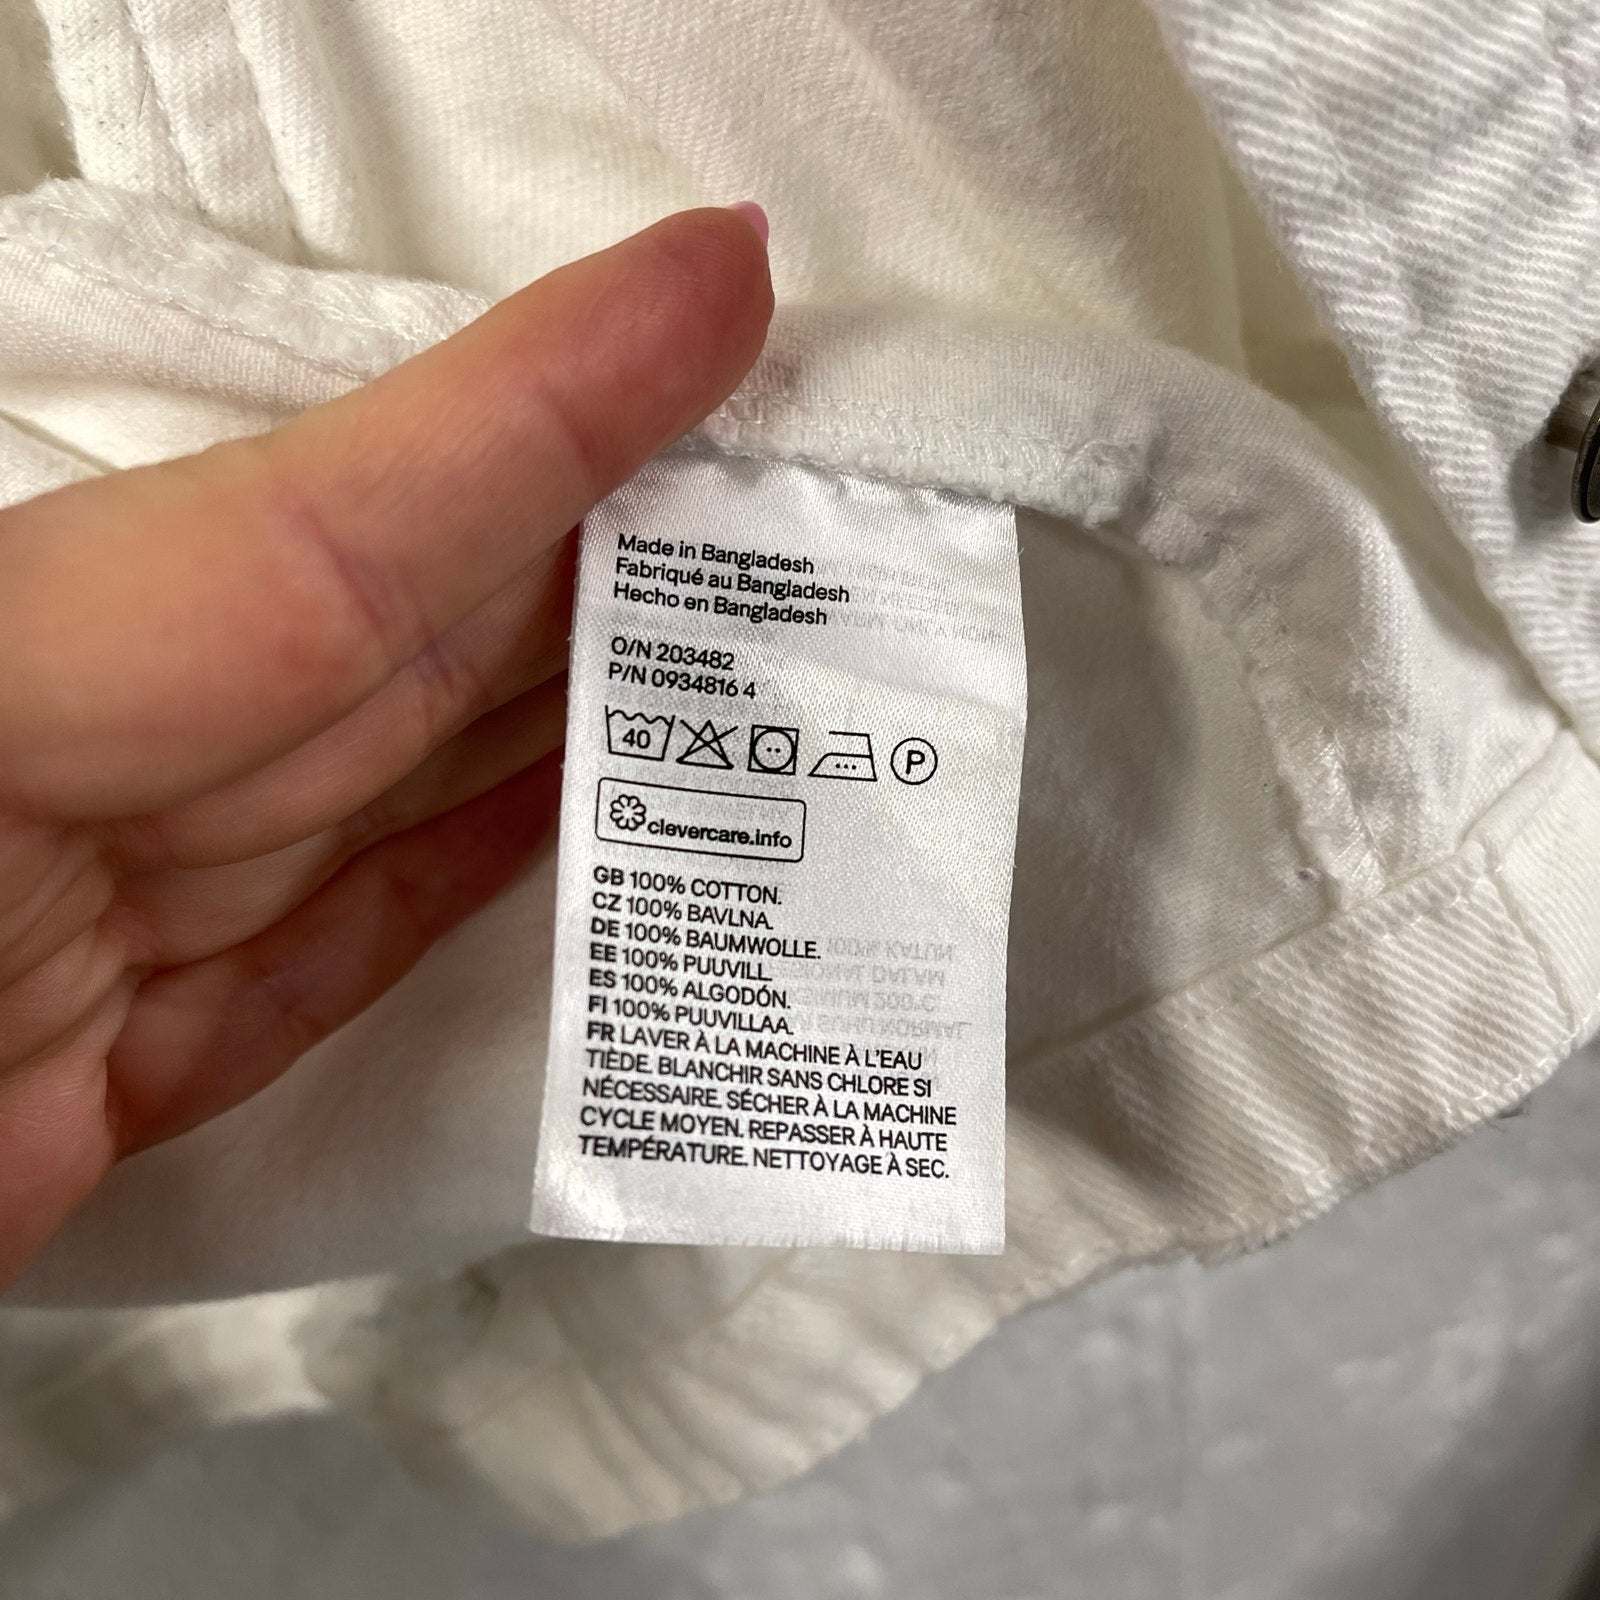 Made in Bangladesh
Fabriqué au Bangladesh
Hecho en Bangladesh
O/N 203482
P/N 0934816 4
40 P
clevercare.info
GB 100% COTTON.
CZ 100% BAVLNA.
DE 100% BAUMWOLLE.
EE 100% PUUVILL.
ES 100% ALGODÓN.
FI 100% PUUVILLAA.
FR LAVER À LA MACHINE À L'EAU
TIÈDE. BLANCHIR SANS CHLORE SI
NÉCESSAIRE. SÉCHER À LA MACHINE
CYCLE MOYEN. REPASSER À HAUTE
TEMPÉRATURE. NETTOYAGE À SEC.